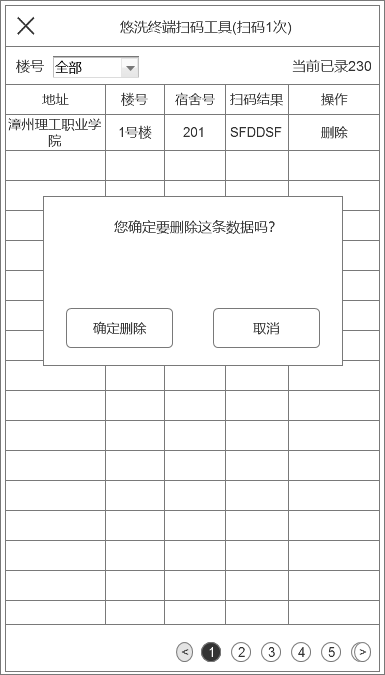 悠洗终端扫码工具(扫码1次)
楼号 全部 当前已录230
地址 楼号 宿舍号 扫码结果 操作
漳州理工职业学
院 1号楼 201 SFDDSF 删除
您确定要删除这条数据吗?
确定删除 取消
< 1 2 3 4 5 >